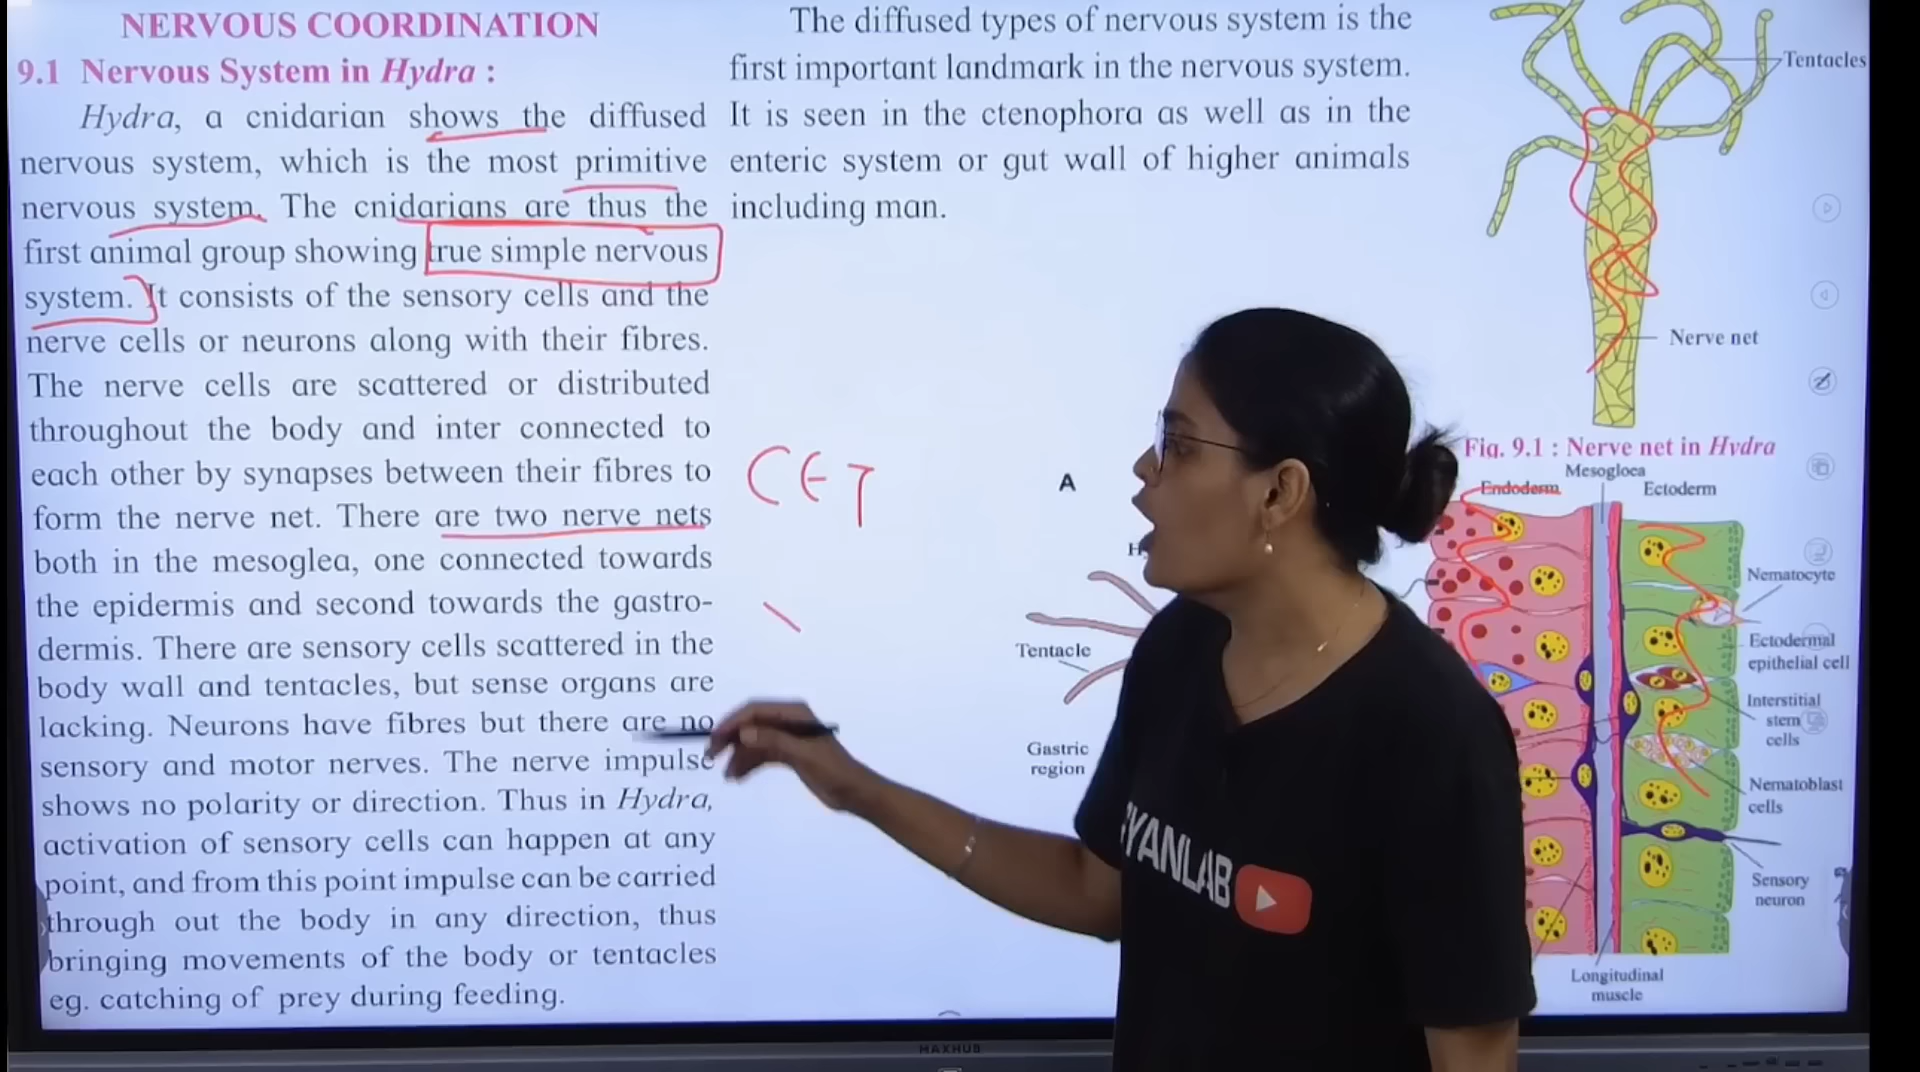 NERVOUS COORDINATION
9.1 Nervous System in Hydra :
Hydra, a cnidarian shows the diffused
nervous system, which is the most primitive
nervous system. The cnidarians are thus the
first animal group showing true simple nervous
system. It consists of the sensory cells and the
nerve cells or neurons along with their fibres.
The nerve cells are scattered or distributed
throughout the body and inter connected to
each other by synapses between their fibres to
form the nerve net. There are two nerve nets
both in the mesoglea, one connected towards
the epidermis and second towards the gastro-
dermis. There are sensory cells scattered in the
body wall and tentacles, but sense organs are
lacking. Neurons have fibres but there are no
sensory and motor nerves. The nerve impulse
shows no polarity or direction. Thus in Hydra,
activation of sensory cells can happen at any
point, and from this point impulse can be carried
through out the body in any direction, thus
bringing movements of the body or tentacles
eg. catching of prey during feeding.
The diffused types of nervous system is the
first important landmark in the nervous system.
It is seen in the ctenophora as well as in the
enteric system or gut wall of higher animals
including man.
CET
A
Tentacle
Gastric
region
Tentacles
Nerve net
Fig. 9.1 : Nerve net in Hydra
Mesogloca
Endoderm
Ectoderm
Nematocyte
Ectodermal
epithelial cell
Interstitial
stem
cells
Nematoblast
cells
Sensory
neuron
Longitudinal
muscle
GYANLAB
MAXHUB